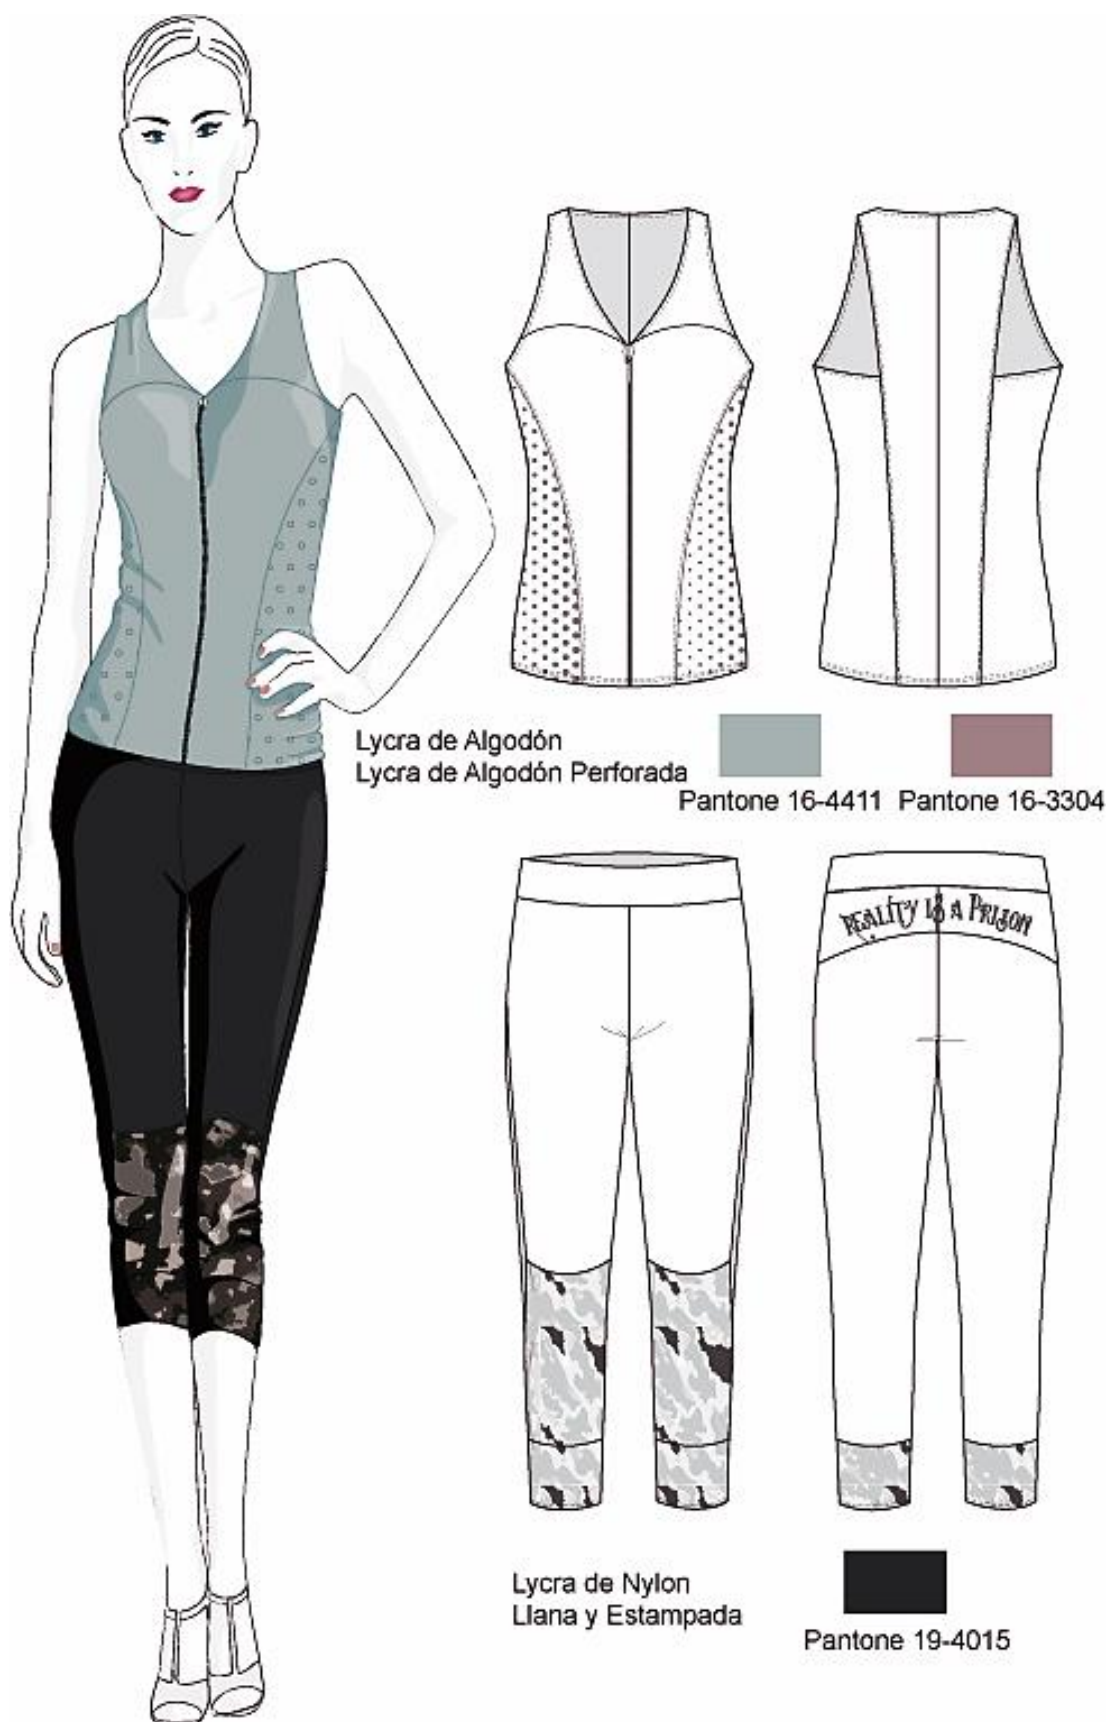 Lycra de Algodón
Lycra de Algodón Perforada
Pantone 16-4411 Pantone 16-3304
REALITY IS A PRISON
Lycra de Nylon
Llana y Estampada
Pantone 19-4015